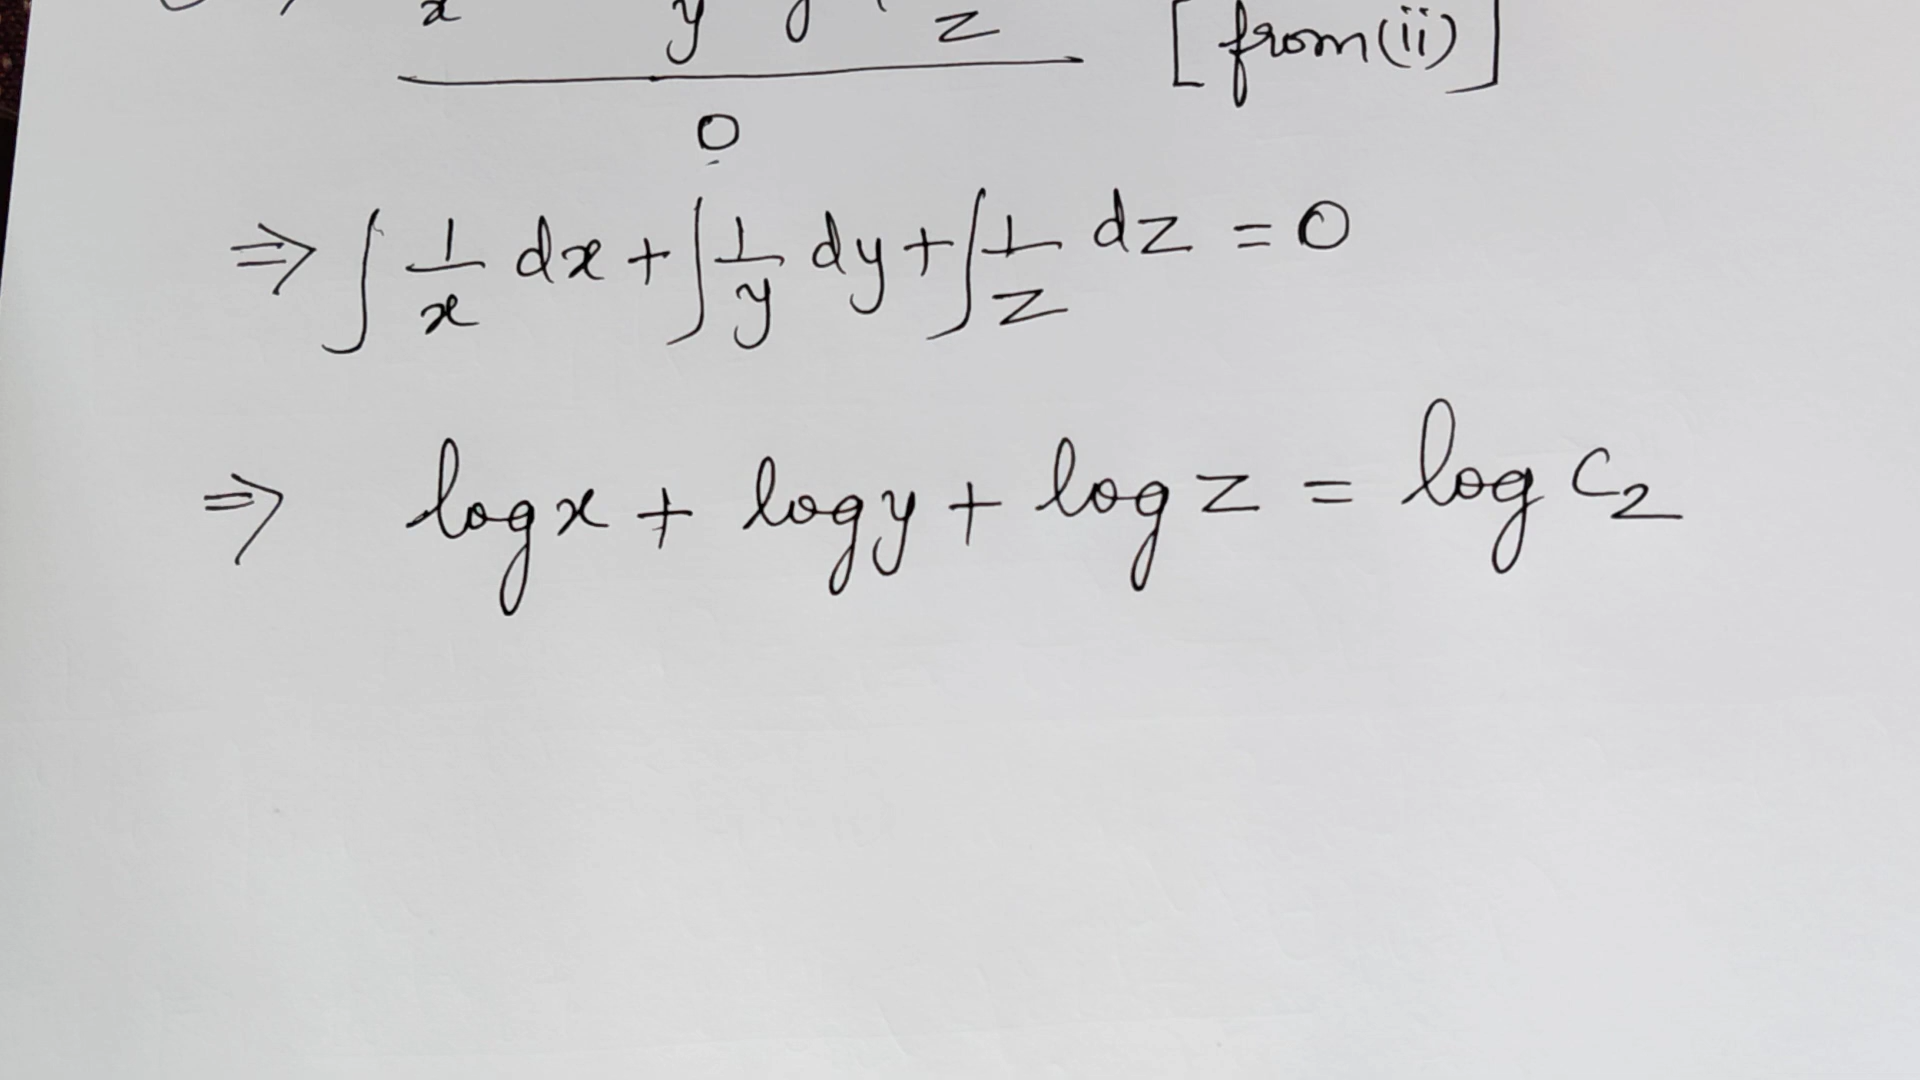 x y z [from (ii)]
0
⇒ ∫ 1/x dx + ∫ 1/y dy + ∫ 1/z dz = 0
⇒ log x + log y + log z = log c₂